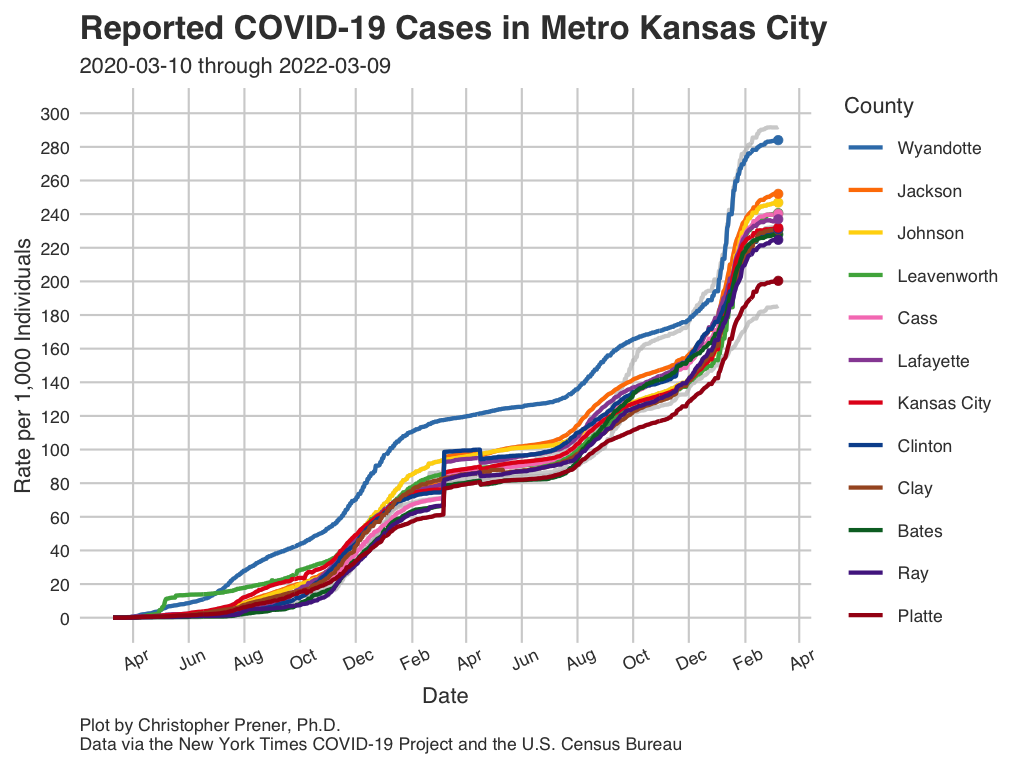 Reported COVID-19 Cases in Metro Kansas City
2020-03-10 through 2022-03-09
Rate per 1,000 Individuals
300
280
260
240
220
200
180
160
140
120
100
80
60
40
20
0
Apr Jun Aug Oct Dec Feb Apr Jun Aug Oct Dec Feb Apr
Date
County
Wyandotte
Jackson
Johnson
Leavenworth
Cass
Lafayette
Kansas City
Clinton
Clay
Bates
Ray
Platte
Plot by Christopher Prener, Ph.D.
Data via the New York Times COVID-19 Project and the U.S. Census Bureau